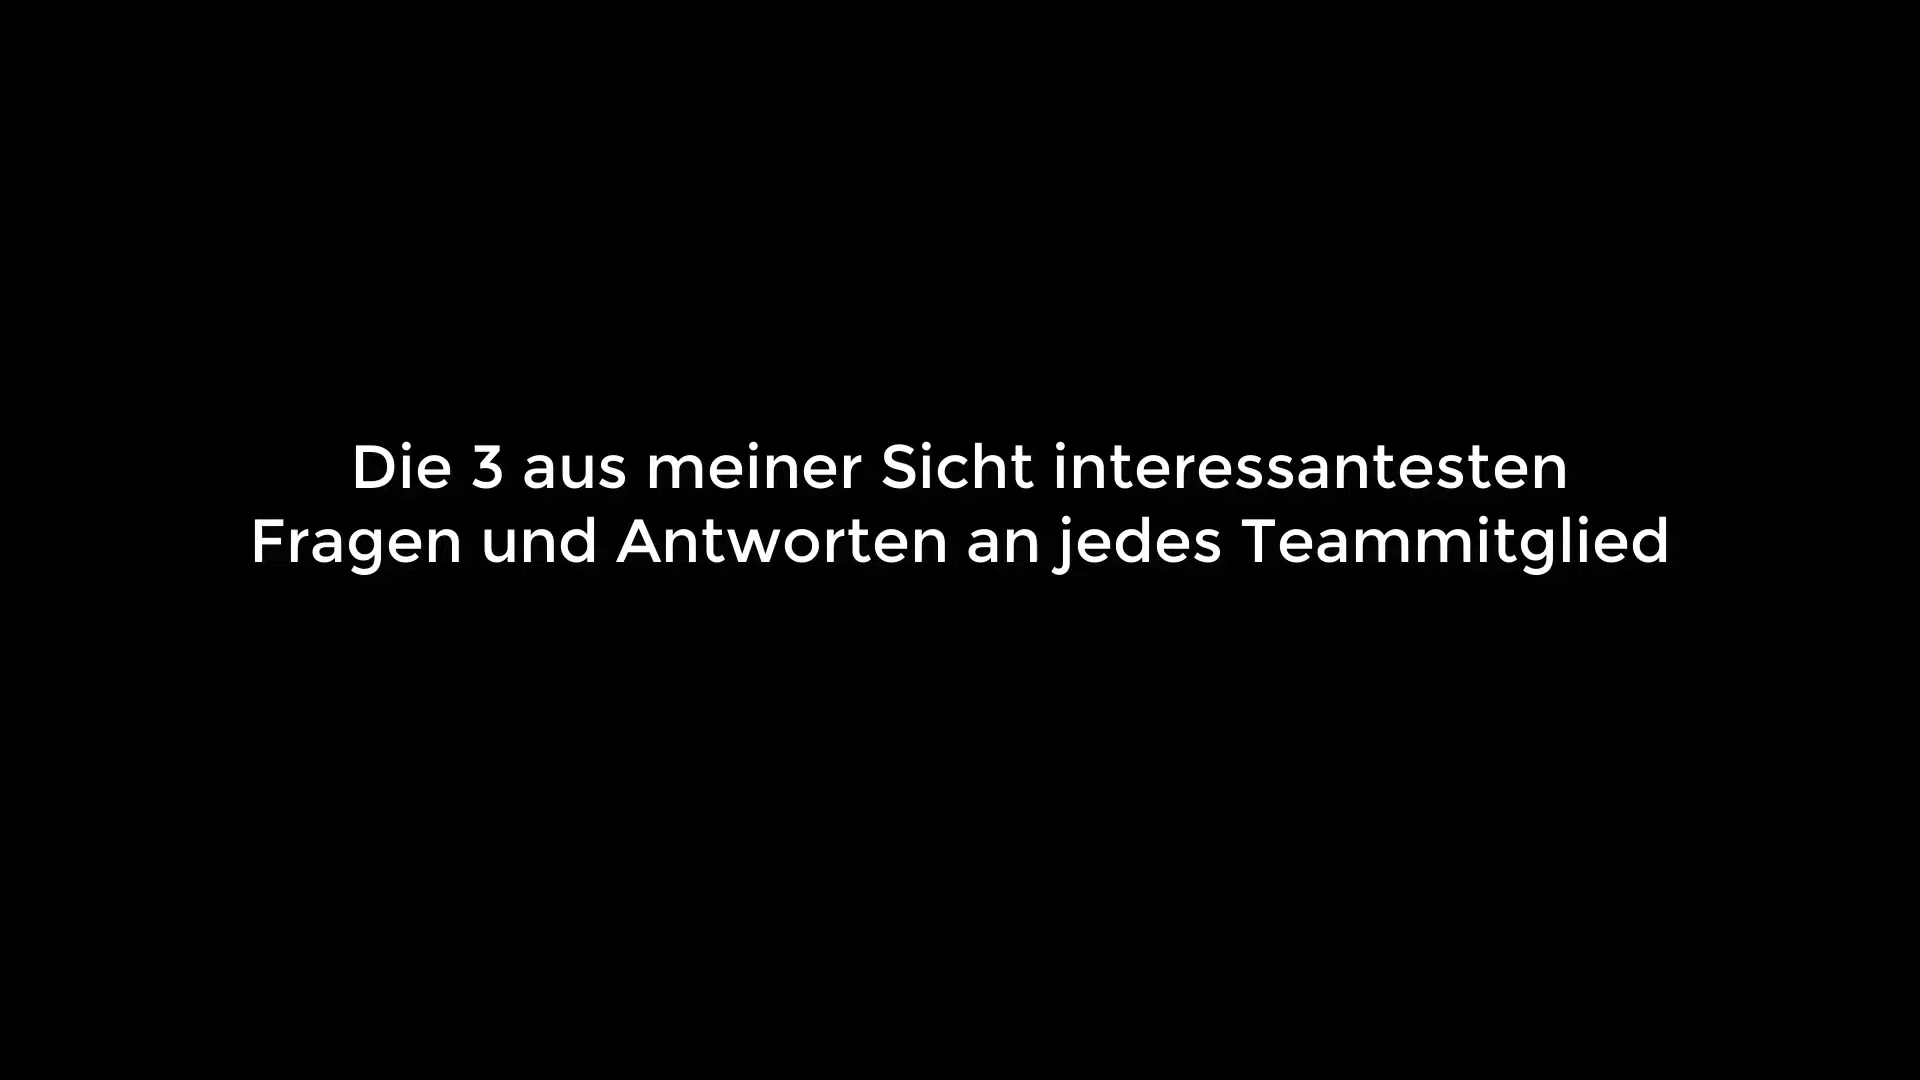 Die 3 aus meiner Sicht interessantesten
Fragen und Antworten an jedes Teammitglied